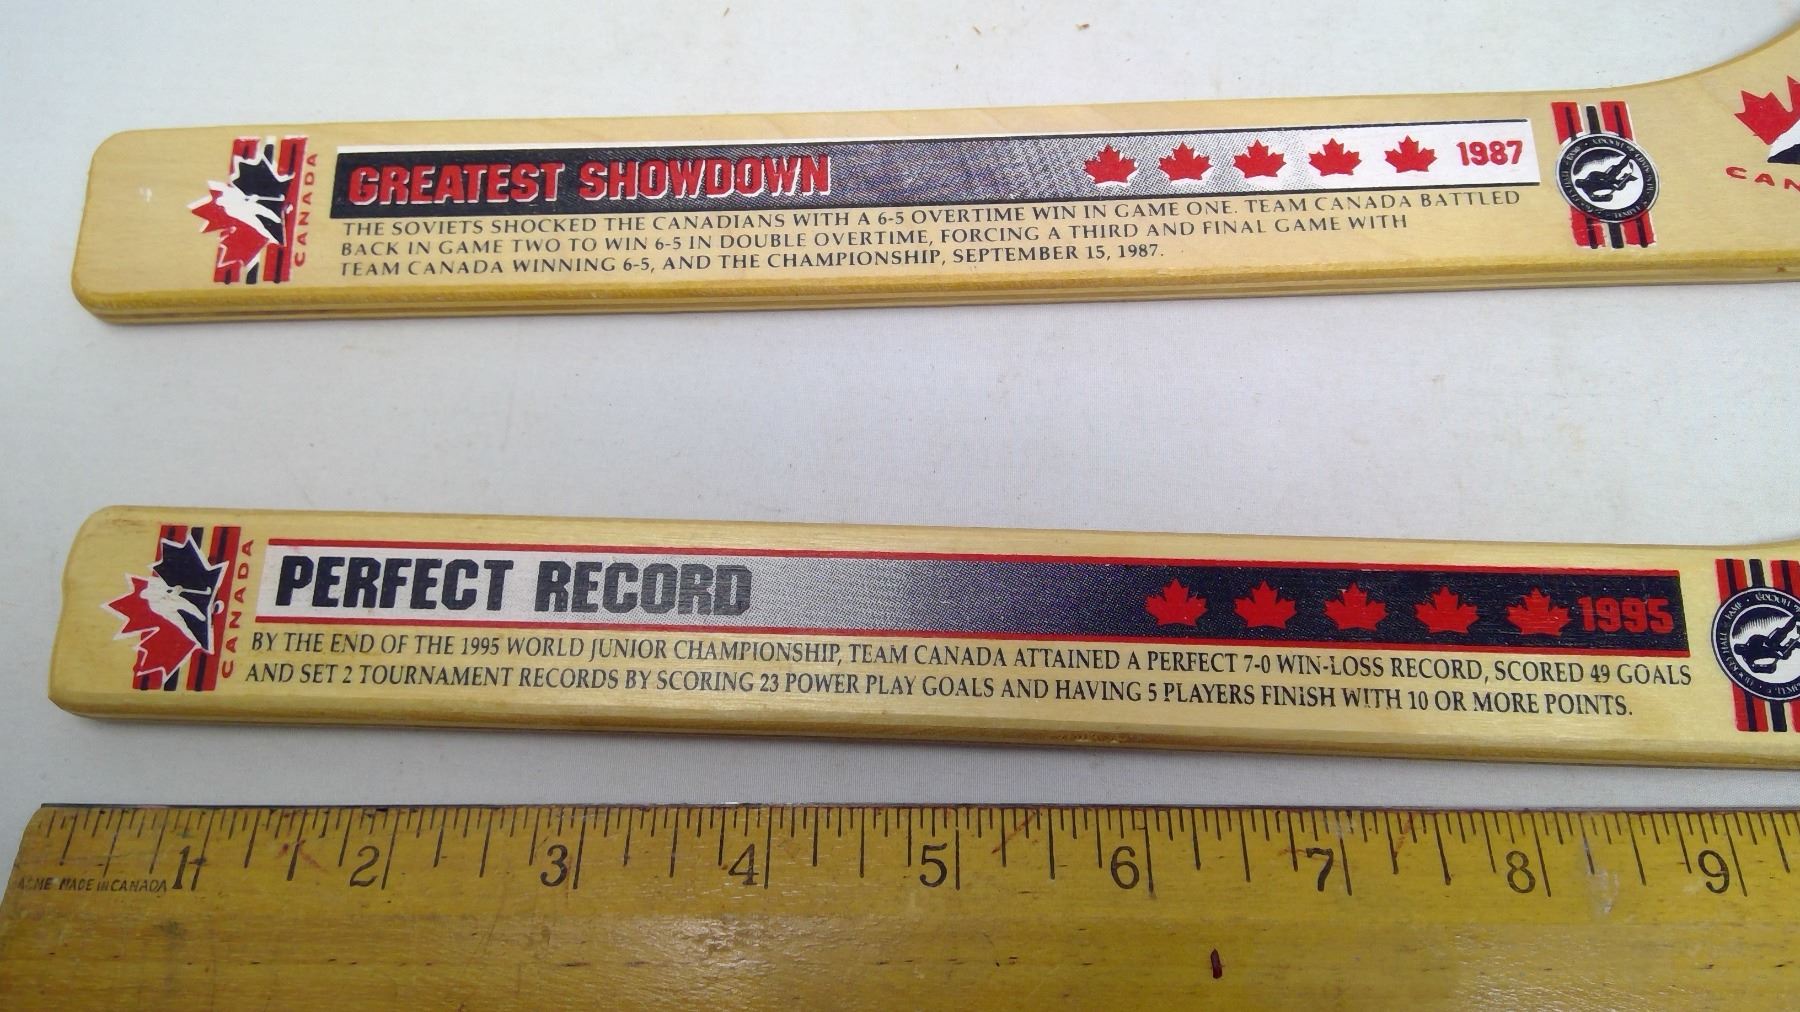 CANADA
GREATEST SHOWDOWN 1987
THE SOVIETS SHOCKED THE CANADIANS WITH A 6-5 OVERTIME WIN IN GAME ONE. TEAM CANADA BATTLED
BACK IN GAME TWO TO WIN 6-5 IN DOUBLE OVERTIME, FORCING A THIRD AND FINAL GAME WITH
TEAM CANADA WINNING 6-5, AND THE CHAMPIONSHIP, SEPTEMBER 15, 1987.
CAN
CANADA
PERFECT RECORD 1995
BY THE END OF THE 1995 WORLD JUNIOR CHAMPIONSHIP, TEAM CANADA ATTAINED A PERFECT 7-0 WIN-LOSS RECORD, SCORED 49 GOALS
AND SET 2 TOURNAMENT RECORDS BY SCORING 23 POWER PLAY GOALS AND HAVING 5 PLAYERS FINISH WITH 10 OR MORE POINTS.
1 2 3 4 5 6 7 8 9
ACME MADE IN CANADA